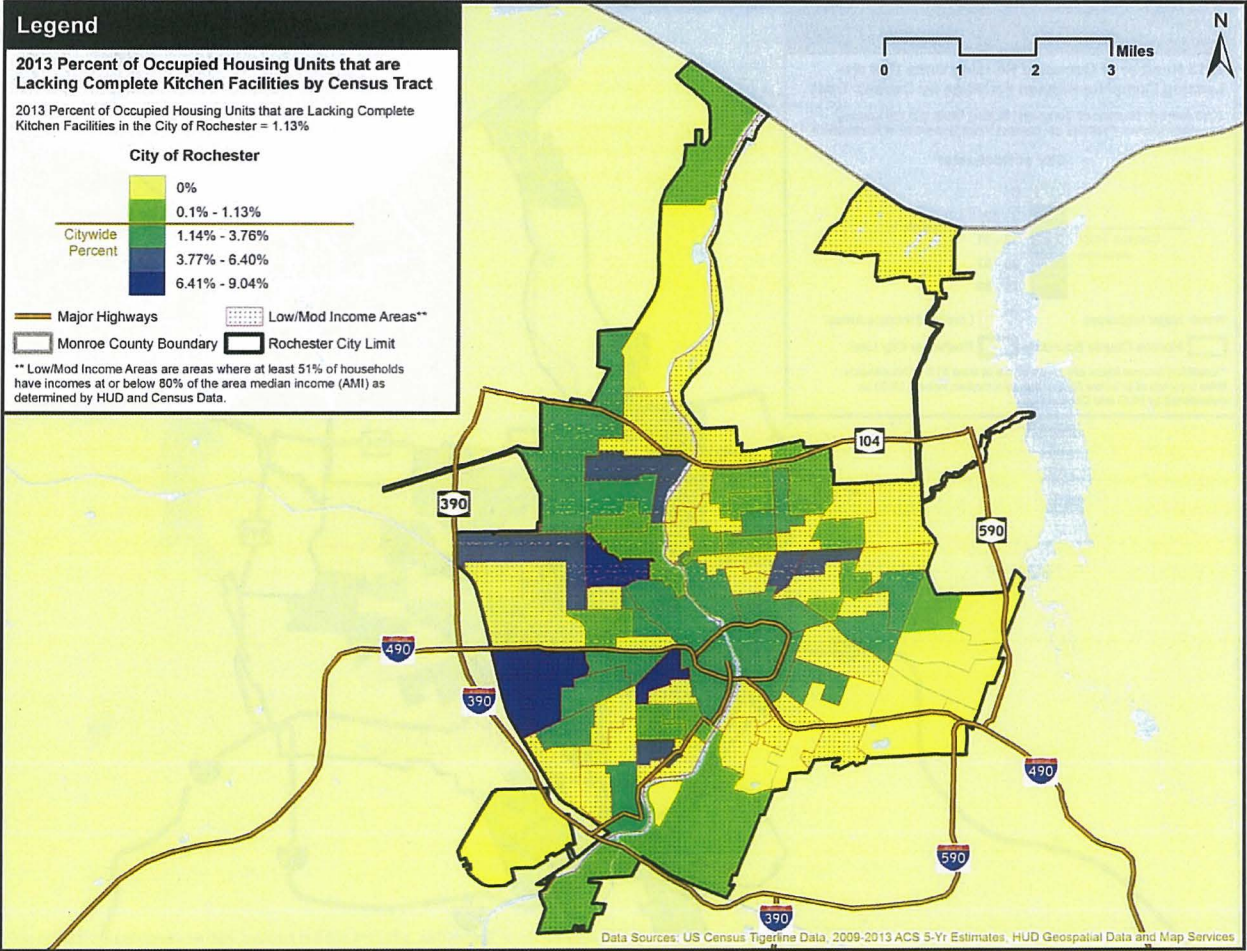 Legend
2013 Percent of Occupied Housing Units that are
Lacking Complete Kitchen Facilities by Census Tract
2013 Percent of Occupied Housing Units that are Lacking Complete
Kitchen Facilities in the City of Rochester = 1.13%
City of Rochester
0%
0.1% - 1.13%
Citywide
Percent
1.14% - 3.76%
3.77% - 6.40%
6.41% - 9.04%
Major Highways
Low/Mod Income Areas**
Monroe County Boundary
Rochester City Limit
** Low/Mod Income Areas are areas where at least 51% of households
have incomes at or below 80% of the area median income (AMI) as
determined by HUD and Census Data.
N
Miles
0 1 2 3
104
390
590
490
390
490
590
390
Data Sources: US Census Tigerline Data, 2009-2013 ACS 5-Yr Estimates, HUD Geospatial Data and Map Services